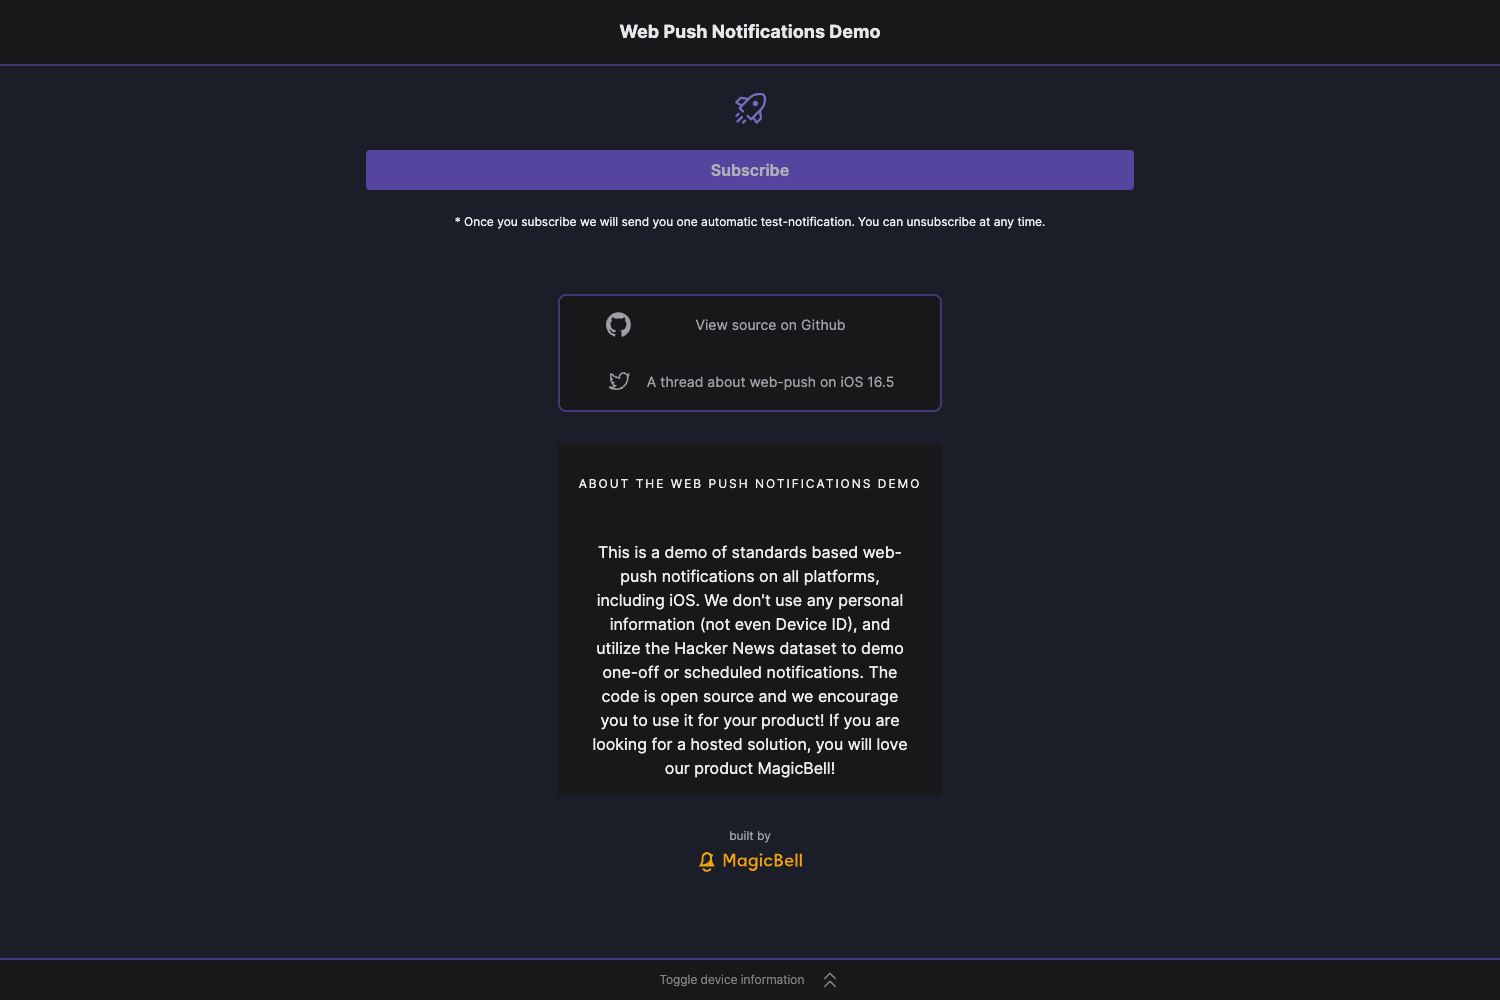 Web Push Notifications Demo
Subscribe
* Once you subscribe we will send you one automatic test-notification. You can unsubscribe at any time.
View source on Github
A thread about web-push on iOS 16.5
ABOUT THE WEB PUSH NOTIFICATIONS DEMO
This is a demo of standards based web-
push notifications on all platforms,
including iOS. We don't use any personal
information (not even Device ID), and
utilize the Hacker News dataset to demo
one-off or scheduled notifications. The
code is open source and we encourage
you to use it for your product! If you are
looking for a hosted solution, you will love
our product MagicBell!
built by
MagicBell
Toggle device information